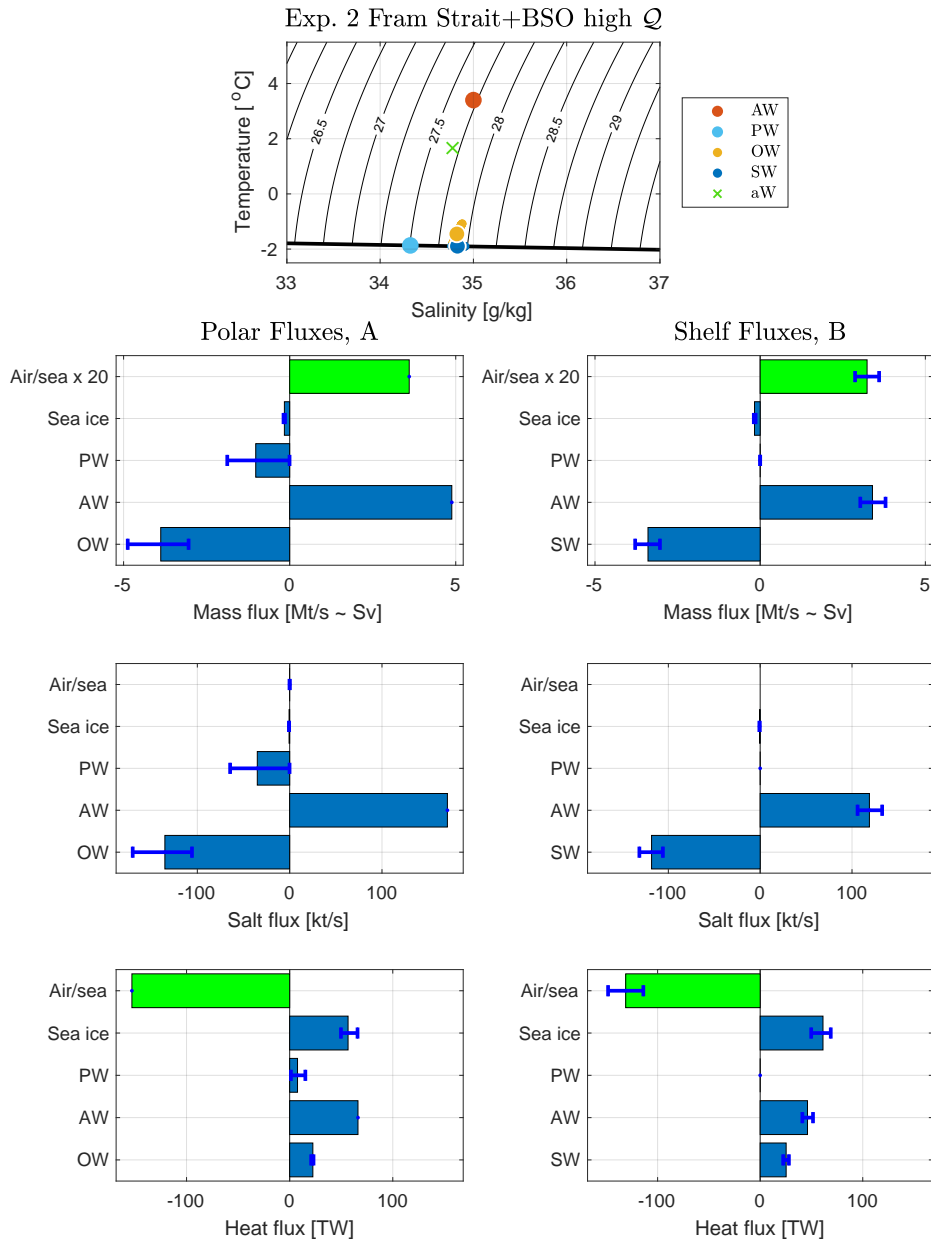 Exp. 2 Fram Strait+BSO high Q
Temperature [ °C]
4
2
0
-2
26.5
27
27.5
28
28.5
29
33
34
35
36
37
Salinity [g/kg]
AW
PW
OW
SW
aW
Polar Fluxes, A
Air/sea x 20
Sea ice
PW
AW
OW
-5
0
5
Mass flux [Mt/s ~ Sv]
Shelf Fluxes, B
Air/sea x 20
Sea ice
PW
AW
SW
-5
0
5
Mass flux [Mt/s ~ Sv]
Air/sea
Sea ice
PW
AW
OW
-100
0
100
Salt flux [kt/s]
Air/sea
Sea ice
PW
AW
SW
-100
0
100
Salt flux [kt/s]
Air/sea
Sea ice
PW
AW
OW
-100
0
100
Heat flux [TW]
Air/sea
Sea ice
PW
AW
SW
-100
0
100
Heat flux [TW]